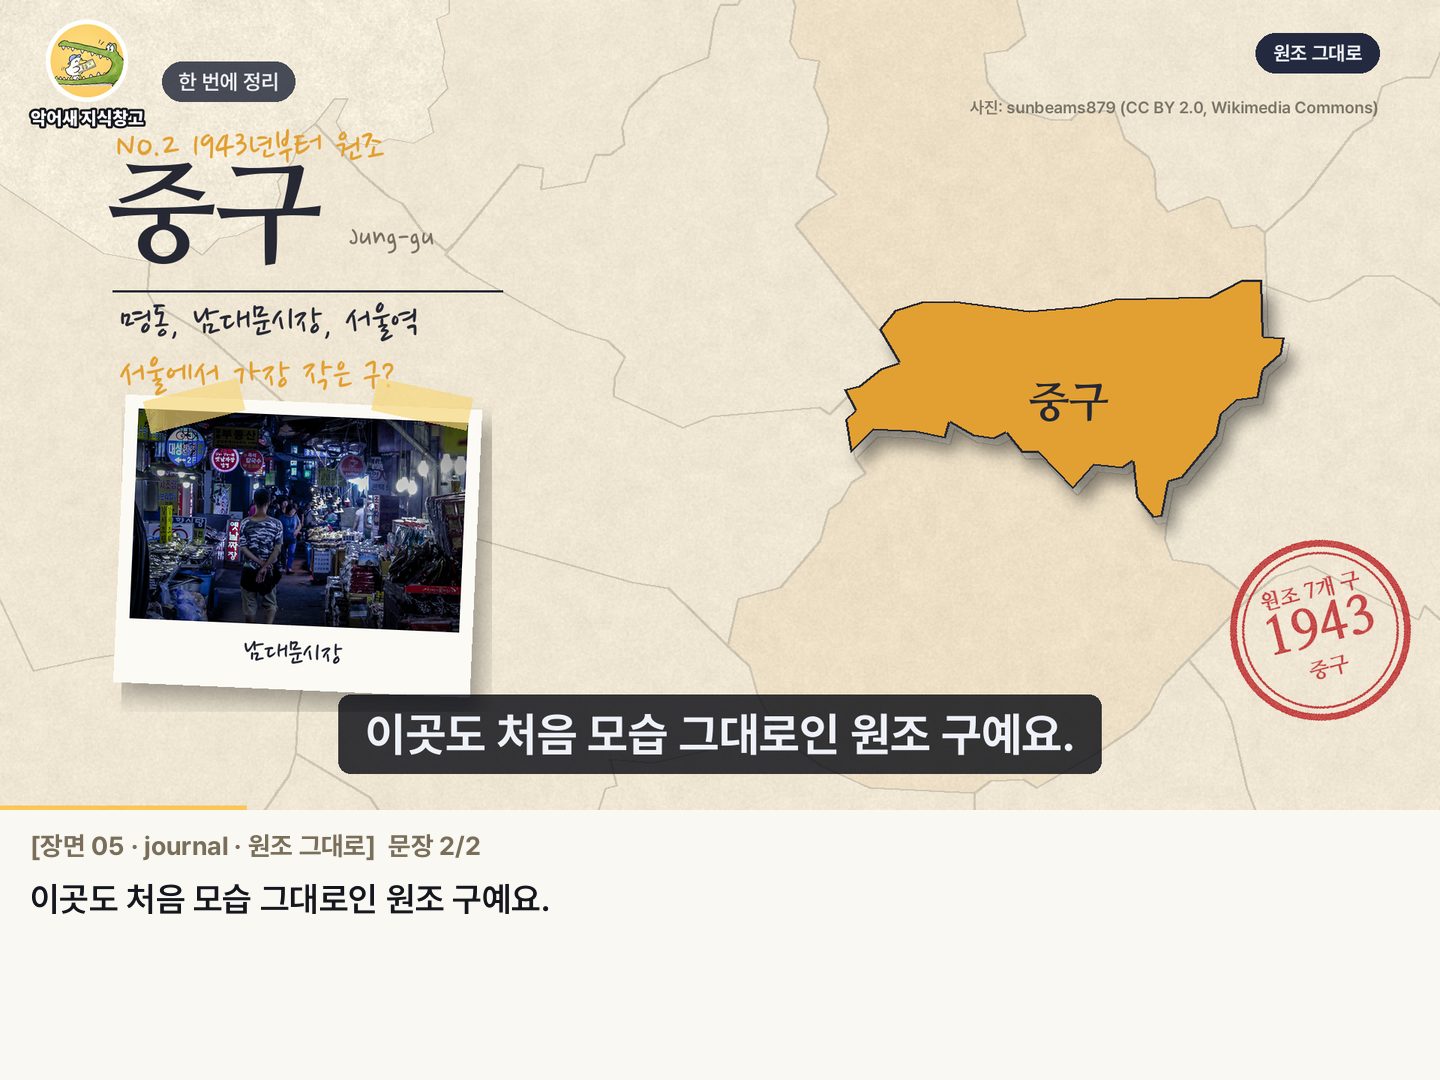 악어새 지식창고
한 번에 정리
원조 그대로
사진: sunbeams879 (CC BY 2.0, Wikimedia Commons)
NO.2 1943년부터 원조
중구
Jung-gu
명동, 남대문시장, 서울역
서울에서 가장 작은 구?
옛날짜장
남대문시장
중구
원조 7개 구
1943
중구
이곳도 처음 모습 그대로인 원조 구예요.
[장면 05 · journal · 원조 그대로] 문장 2/2
이곳도 처음 모습 그대로인 원조 구예요.